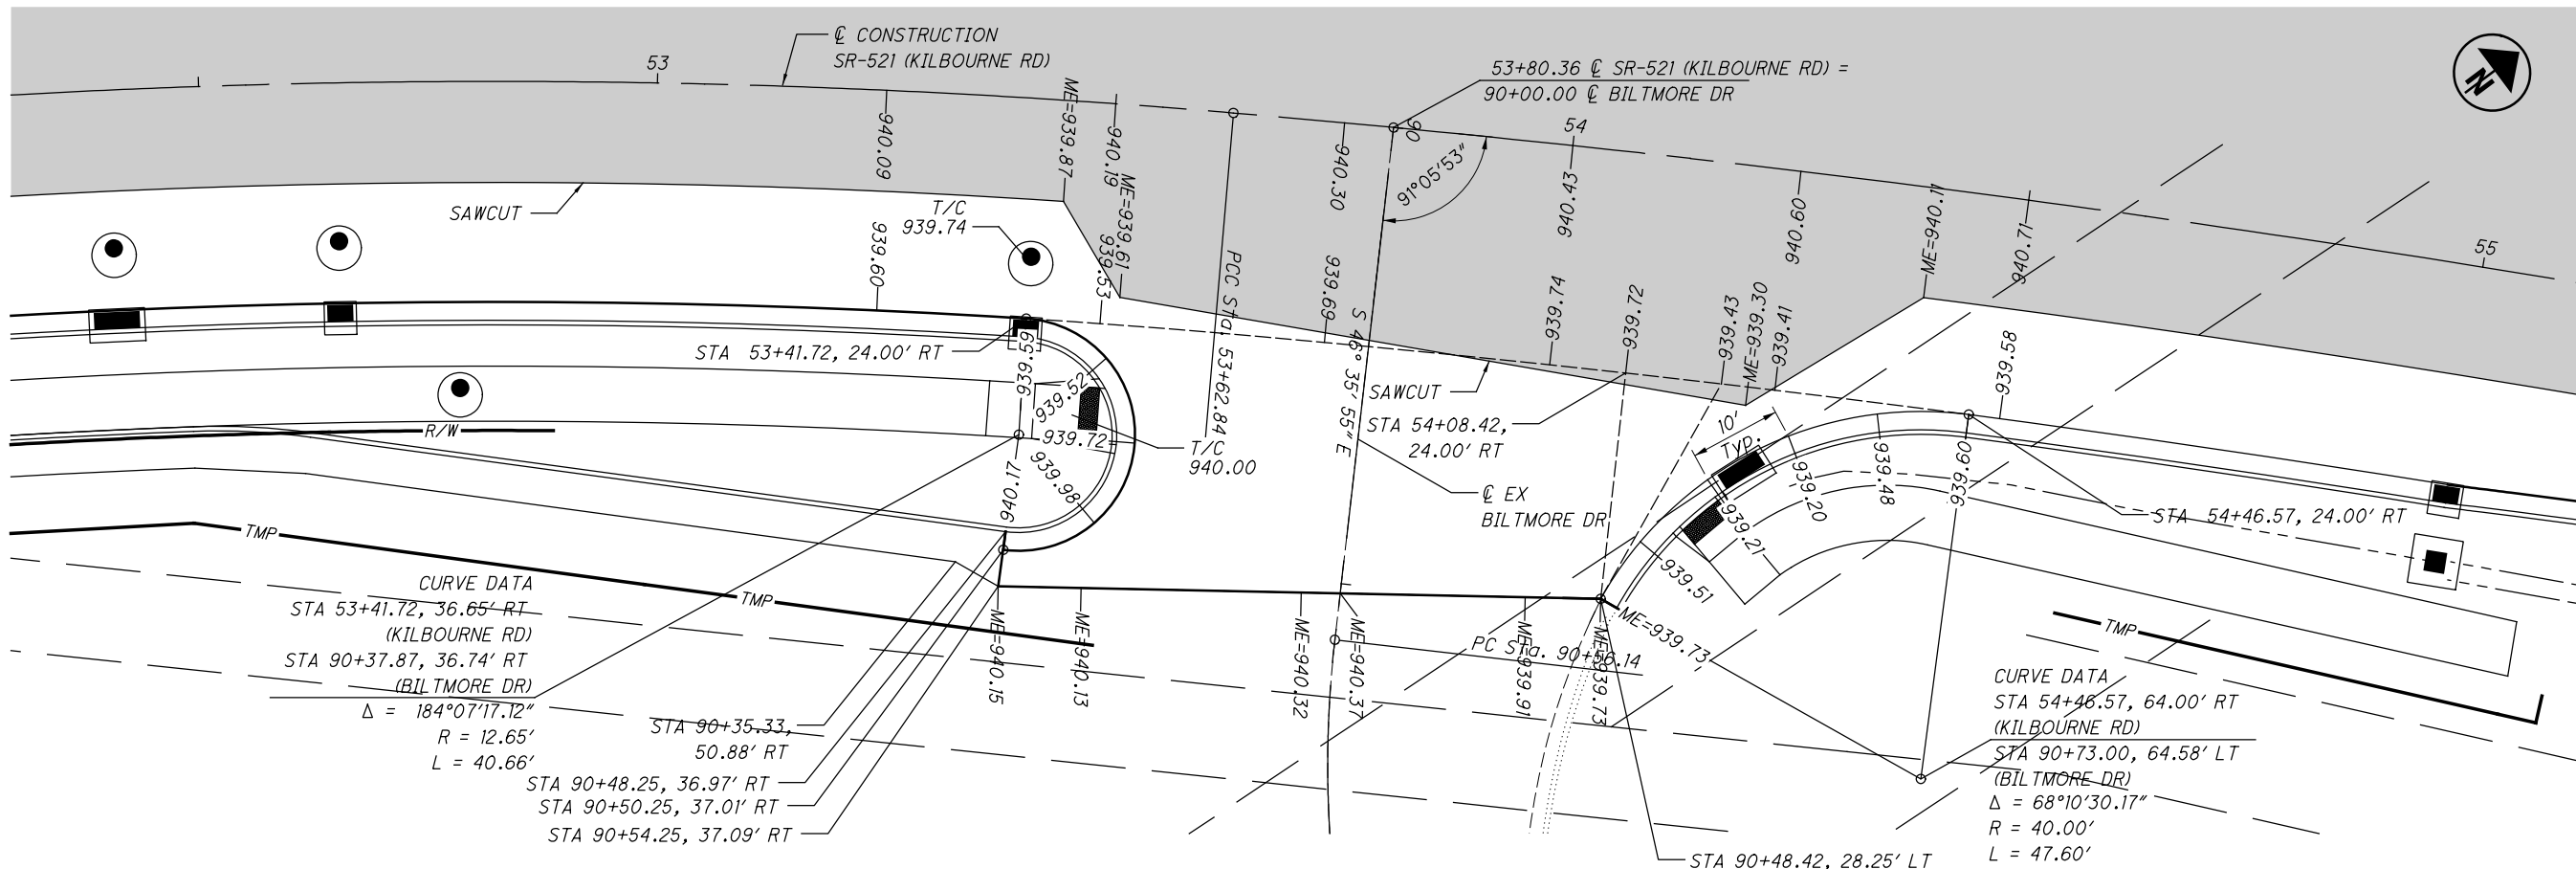 ℄ CONSTRUCTION
SR-521 (KILBOURNE RD)
53
53+80.36 ℄ SR-521 (KILBOURNE RD) =
90+00.00 ℄ BILTMORE DR
N
90
54
55
91°05'53"
940.09
ME=939.87
940.19
ME=939.61
939.53
940.30
940.43
940.60
ME=940.11
940.71
SAWCUT
T/C
939.74
939.60
PCC Sta. 53+62.84
939.69
S 46° 35' 55" E
939.74
939.72
939.43
ME=939.30
939.41
939.58
STA 53+41.72, 24.00' RT
939.59
939.52
939.72
939.98
940.17
T/C
940.00
SAWCUT
STA 54+08.42,
24.00' RT
10'
Typ.
939.20
939.48
939.60
939.21
939.51
STA 54+46.57, 24.00' RT
℄ EX
BILTMORE DR
R/W
TMP
TMP
TMP
CURVE DATA
STA 53+41.72, 36.65' RT
(KILBOURNE RD)
STA 90+37.87, 36.74' RT
(BILTMORE DR)
Δ = 184°07'17.12"
R = 12.65'
L = 40.66'
STA 90+35.33,
50.88' RT
STA 90+48.25, 36.97' RT
STA 90+50.25, 37.01' RT
STA 90+54.25, 37.09' RT
ME=940.15
ME=940.13
ME=940.32
ME=940.37
ME=939.91
ME=939.73
ME=939.73
PC Sta. 90+56.14
CURVE DATA
STA 54+46.57, 64.00' RT
(KILBOURNE RD)
STA 90+73.00, 64.58' LT
(BILTMORE DR)
Δ = 68°10'30.17"
R = 40.00'
L = 47.60'
STA 90+48.42, 28.25' LT